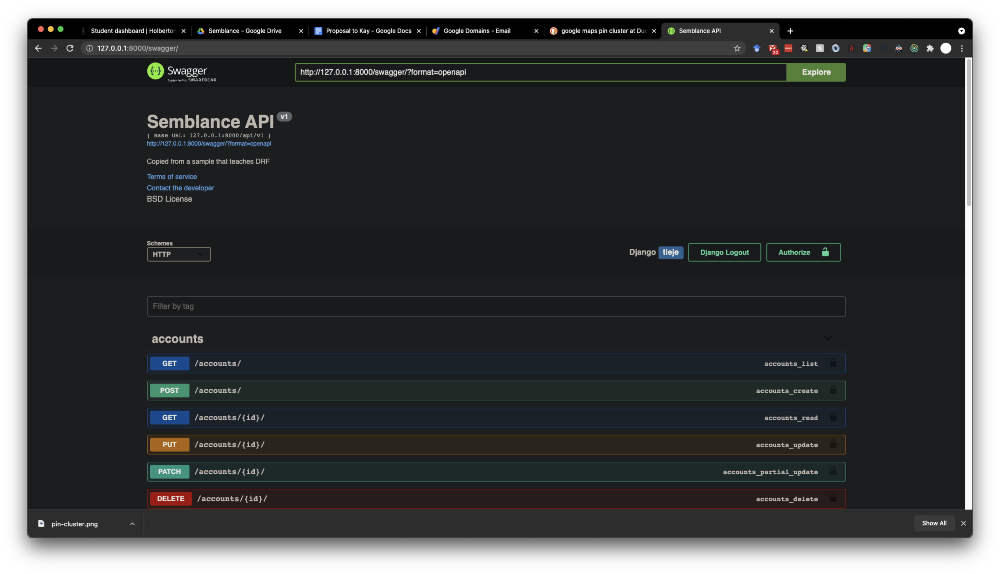 Student dashboard | Holberton
Semblance - Google Drive
Proposal to Kay - Google Docs
Google Domains - Email
google maps pin cluster at Duc
Semblance API
127.0.0.1:8000/swagger/
30
Swagger
Supported by SMARTBEAR
http://127.0.0.1:8000/swagger/?format=openapi
Explore
Semblance API v1
[ Base URL: 127.0.0.1:8000/api/v1 ]
http://127.0.0.1:8000/swagger/?format=openapi
Copied from a sample that teaches DRF
Terms of service
Contact the developer
BSD License
Schemes
HTTP
Django tieje
Django Logout
Authorize
Filter by tag
accounts
GET /accounts/ accounts_list
POST /accounts/ accounts_create
GET /accounts/{id}/ accounts_read
PUT /accounts/{id}/ accounts_update
PATCH /accounts/{id}/ accounts_partial_update
DELETE /accounts/{id}/ accounts_delete
pin-cluster.png
Show All